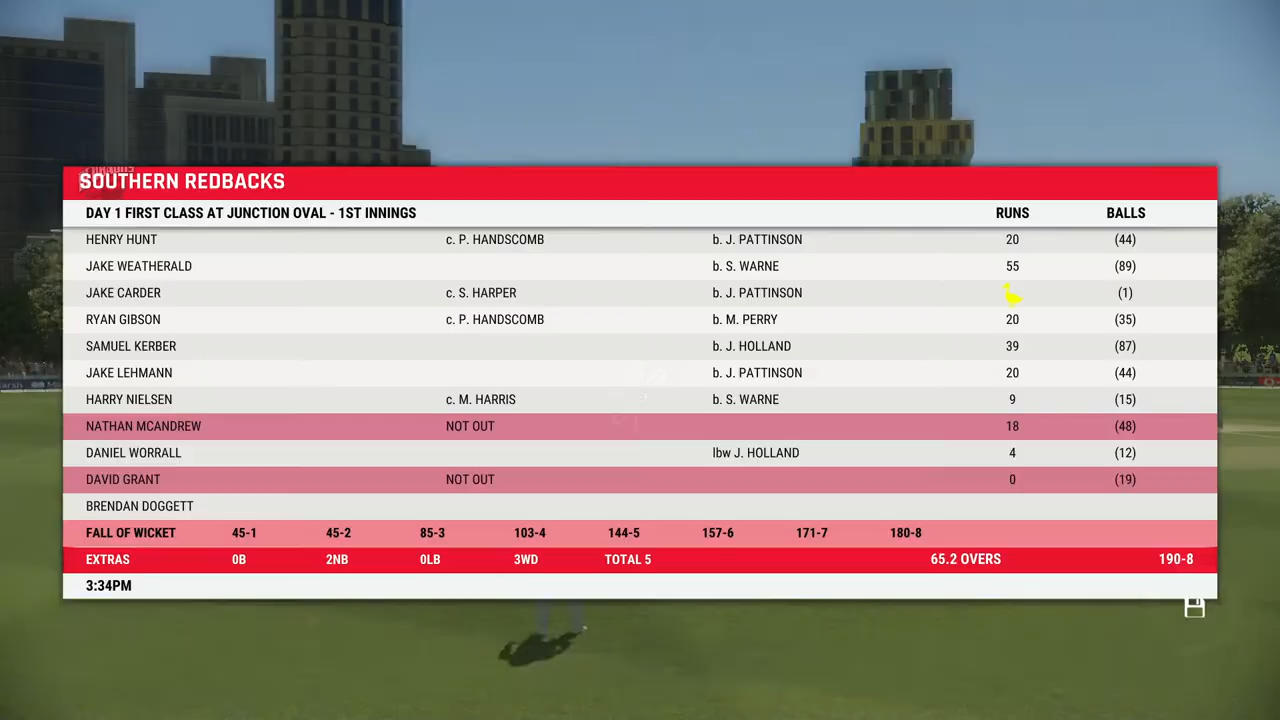 SOUTHERN REDBACKS
DAY 1 FIRST CLASS AT JUNCTION OVAL - 1ST INNINGS RUNS BALLS
HENRY HUNT c. P. HANDSCOMB b. J. PATTINSON 20 (44)
JAKE WEATHERALD b. S. WARNE 55 (89)
JAKE CARDER c. S. HARPER b. J. PATTINSON (1)
RYAN GIBSON c. P. HANDSCOMB b. M. PERRY 20 (35)
SAMUEL KERBER b. J. HOLLAND 39 (87)
JAKE LEHMANN b. J. PATTINSON 20 (44)
HARRY NIELSEN c. M. HARRIS b. S. WARNE 9 (15)
NATHAN MCANDREW NOT OUT 18 (48)
DANIEL WORRALL lbw J. HOLLAND 4 (12)
DAVID GRANT NOT OUT 0 (19)
BRENDAN DOGGETT
FALL OF WICKET 45-1 45-2 85-3 103-4 144-5 157-6 171-7 180-8
EXTRAS 0B 2NB 0LB 3WD TOTAL 5 65.2 OVERS 190-8
3:34PM